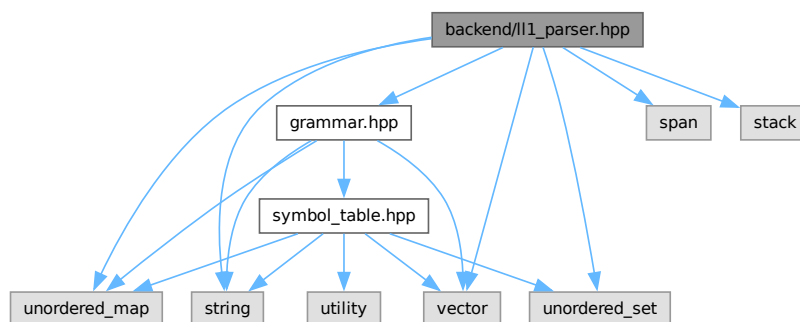 backend/ll1_parser.hpp
grammar.hpp
span
stack
symbol_table.hpp
unordered_map
string
utility
vector
unordered_set